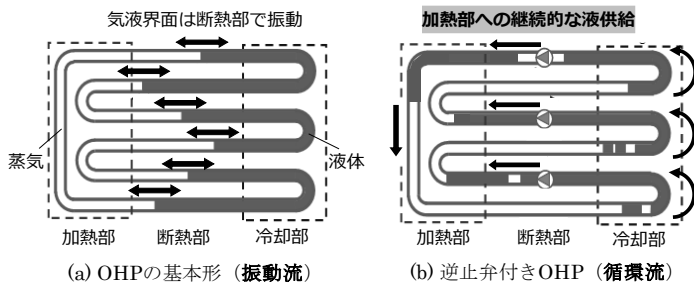 気液界面は断熱部で振動
蒸気
液体
加熱部
断熱部
冷却部
(a) OHPの基本形（振動流）
加熱部への継続的な液供給
加熱部
断熱部
冷却部
(b) 逆止弁付きOHP（循環流）